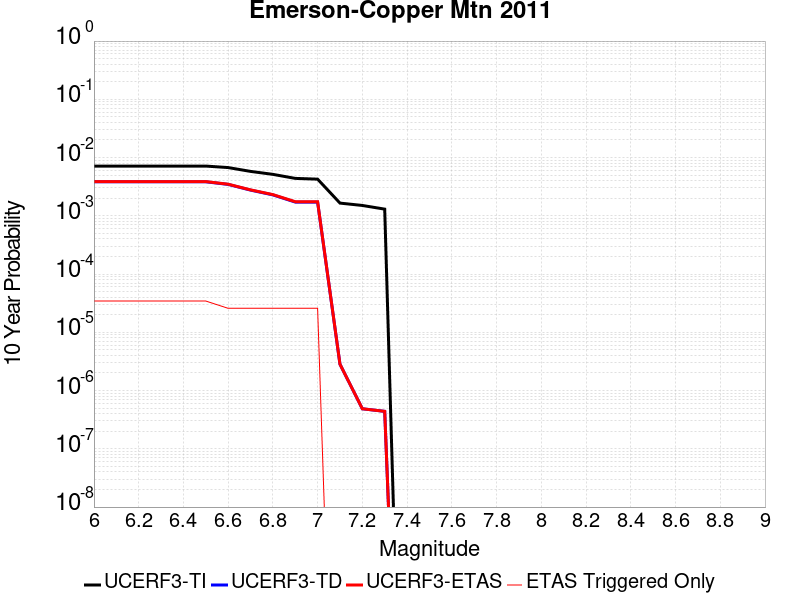 Emerson-Copper Mtn 2011
10^0
10^-1
10^-2
10^-3
10^-4
10^-5
10^-6
10^-7
10^-8
10 Year Probability
6 6.2 6.4 6.6 6.8 7 7.2 7.4 7.6 7.8 8 8.2 8.4 8.6 8.8 9
Magnitude
UCERF3-TI UCERF3-TD UCERF3-ETAS ETAS Triggered Only